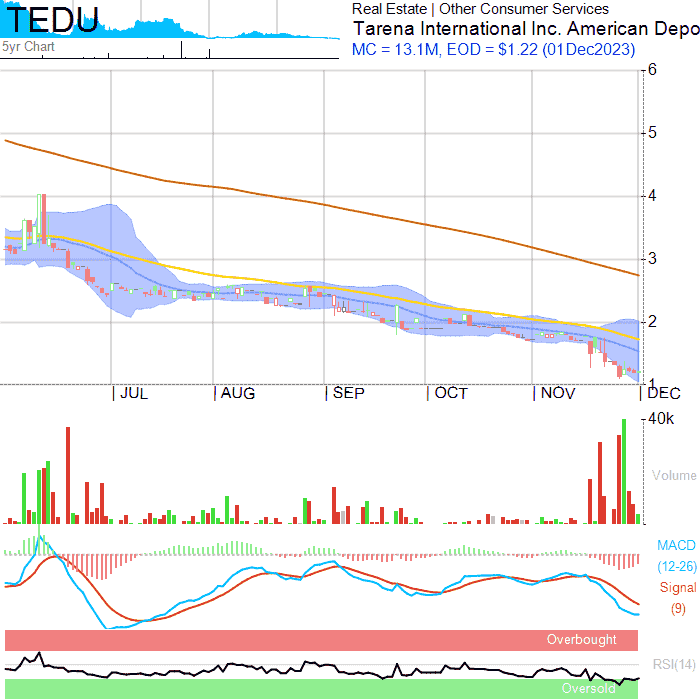 TEDU
5yr Chart
Real Estate | Other Consumer Services
Tarena International Inc. American Depo
MC = 13.1M, EOD = $1.22 (01Dec2023)
6
5
4
3
2
1
JUL
AUG
SEP
OCT
NOV
DEC
40k
Volume
MACD
(12-26)
Signal
(9)
Overbought
RSI(14)
Oversold